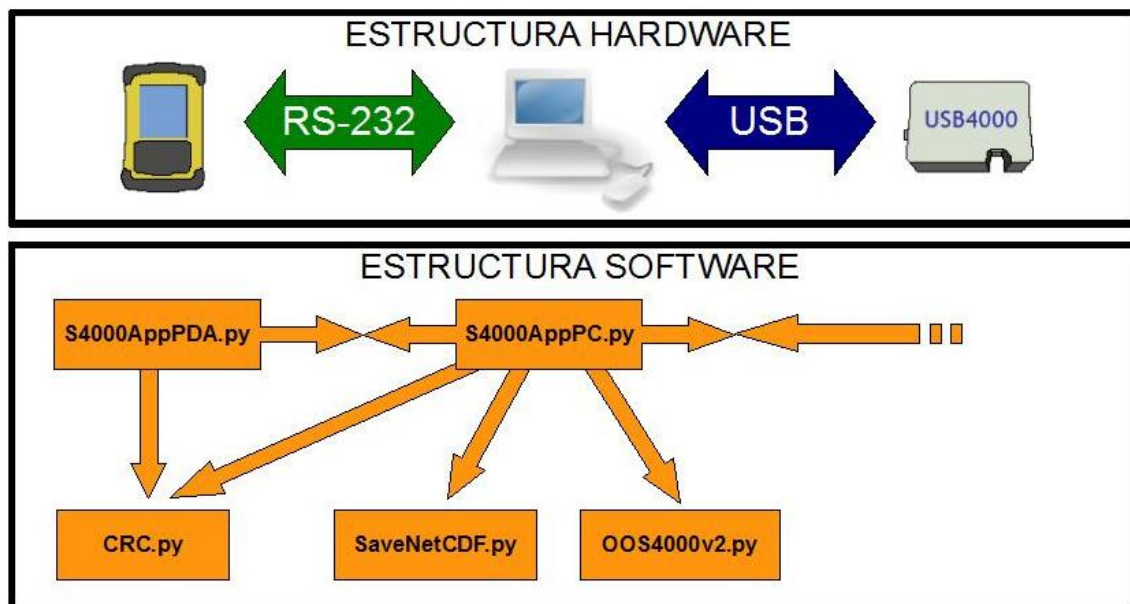 ESTRUCTURA HARDWARE
RS-232
USB
USB4000
ESTRUCTURA SOFTWARE
S4000AppPDA.py
S4000AppPC.py
CRC.py
SaveNetCDF.py
OOS4000v2.py